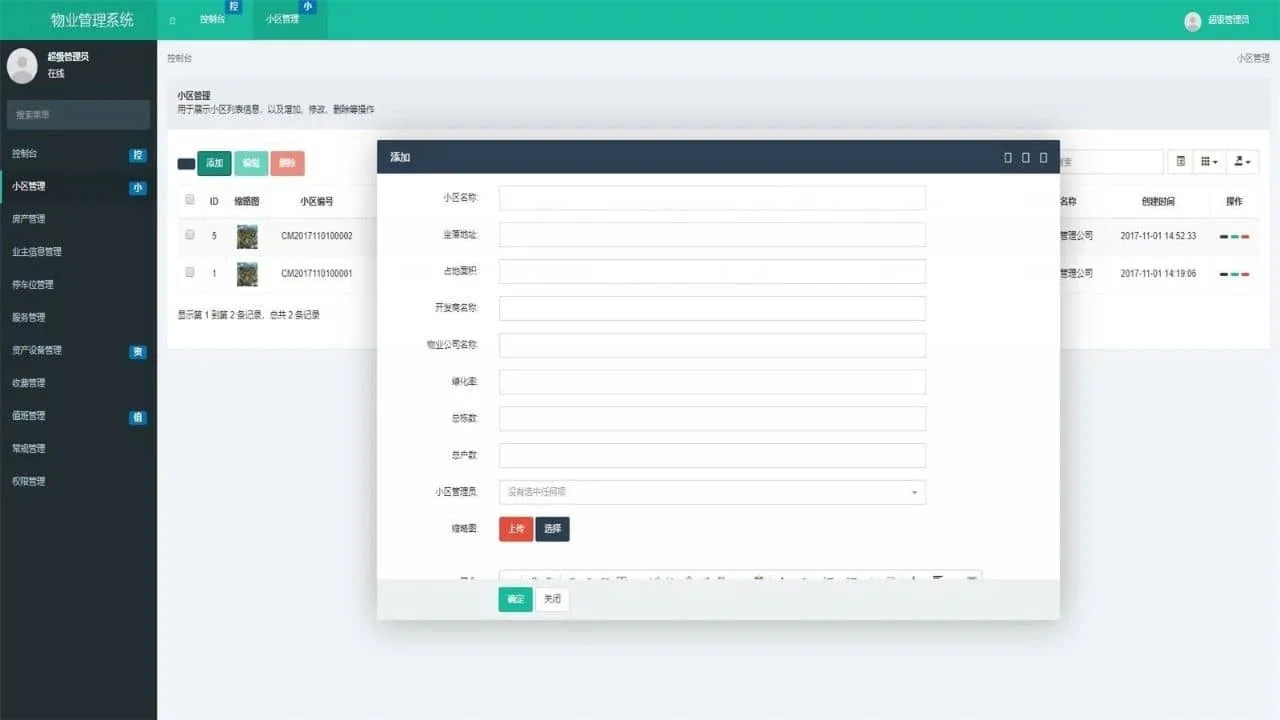 物业管理系统
控制台 控
小区管理 小
超级管理员
超级管理员
在线
搜索菜单
控制台 控
小区管理 小
房产管理
业主信息管理
停车位管理
服务管理
资产设备管理 资
收费管理
值班管理 值
常规管理
权限管理
控制台
小区管理
小区管理
用于展示小区列表信息，以及增加、修改、删除等操作
添加 编辑 删除
ID 缩略图 小区编号 名称 创建时间 操作
5 CM2017110100002 管理公司 2017-11-01 14:52:33
1 CM2017110100001 管理公司 2017-11-01 14:19:06
显示第 1 到第 2 条记录，总共 2 条记录
添加
小区名称:
坐落地址:
占地面积:
开发商名称:
物业公司名称:
绿化率:
总栋数:
总户数:
小区管理员:
没有选中任何项
缩略图:
上传 选择
确定 关闭